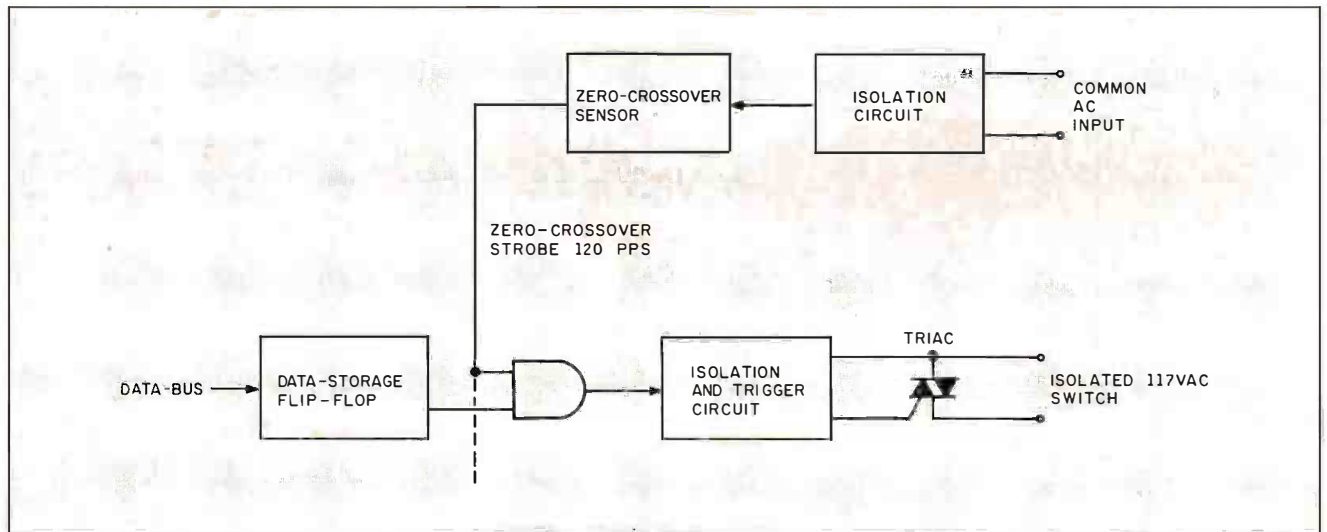 ZERO-CROSSOVER
SENSOR
ISOLATION
CIRCUIT
COMMON
AC
INPUT
ZERO-CROSSOVER
STROBE 120 PPS
DATA-BUS
DATA-STORAGE
FLIP-FLOP
ISOLATION
AND TRIGGER
CIRCUIT
TRIAC
ISOLATED 117VAC
SWITCH